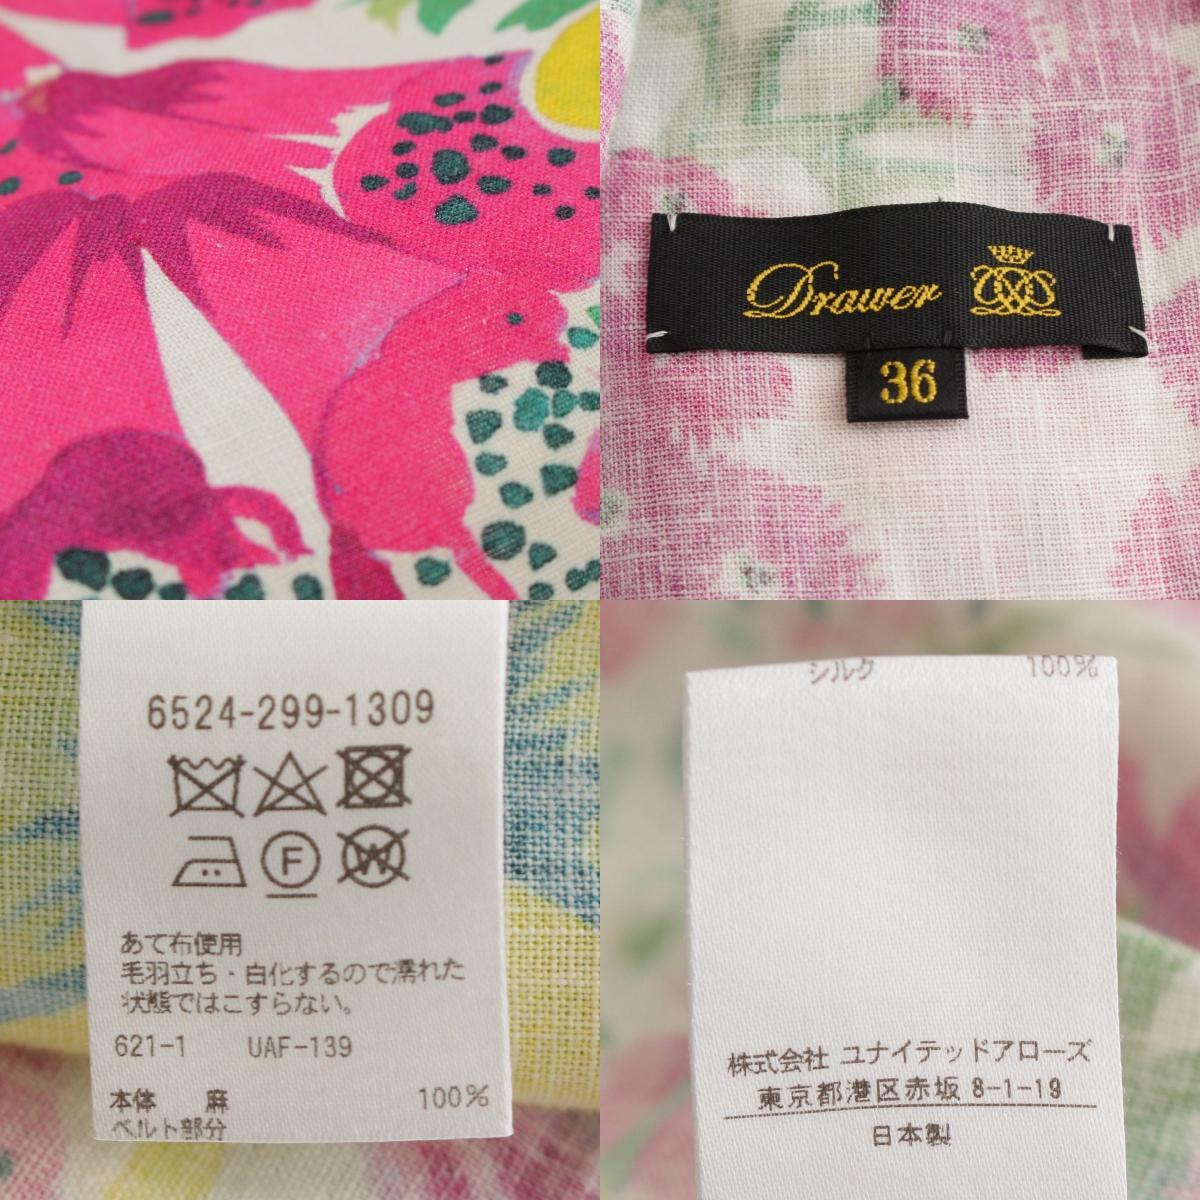 Drawer
36
6524-299-1309
F
W
あて布使用
毛羽立ち・白化するので濡れた
状態ではこすらない。
621-1 UAF-139
本体 麻 100%
ベルト部分
シルク 100%
株式会社 ユナイテッドアローズ
東京都港区赤坂 8-1-19
日本製